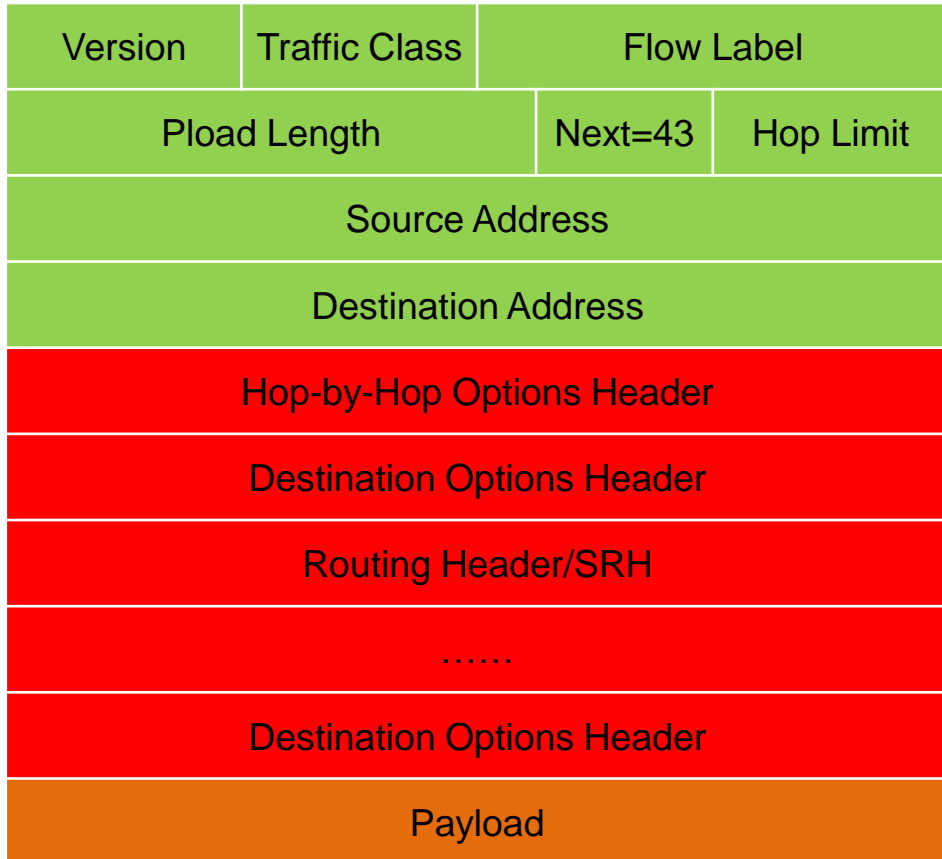 Version Traffic Class Flow Label
Pload Length Next=43 Hop Limit
Source Address
Destination Address
Hop-by-Hop Options Header
Destination Options Header
Routing Header/SRH
……
Destination Options Header
Payload